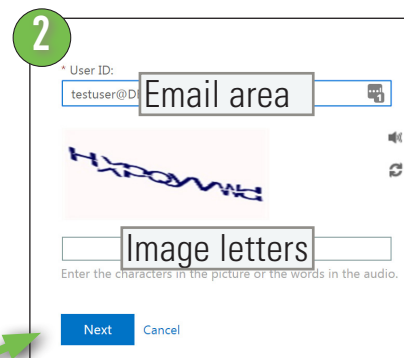 2
* User ID:
testuser@D
Email area
Image letters
Enter the characters in the picture or the words in the audio.
Next Cancel